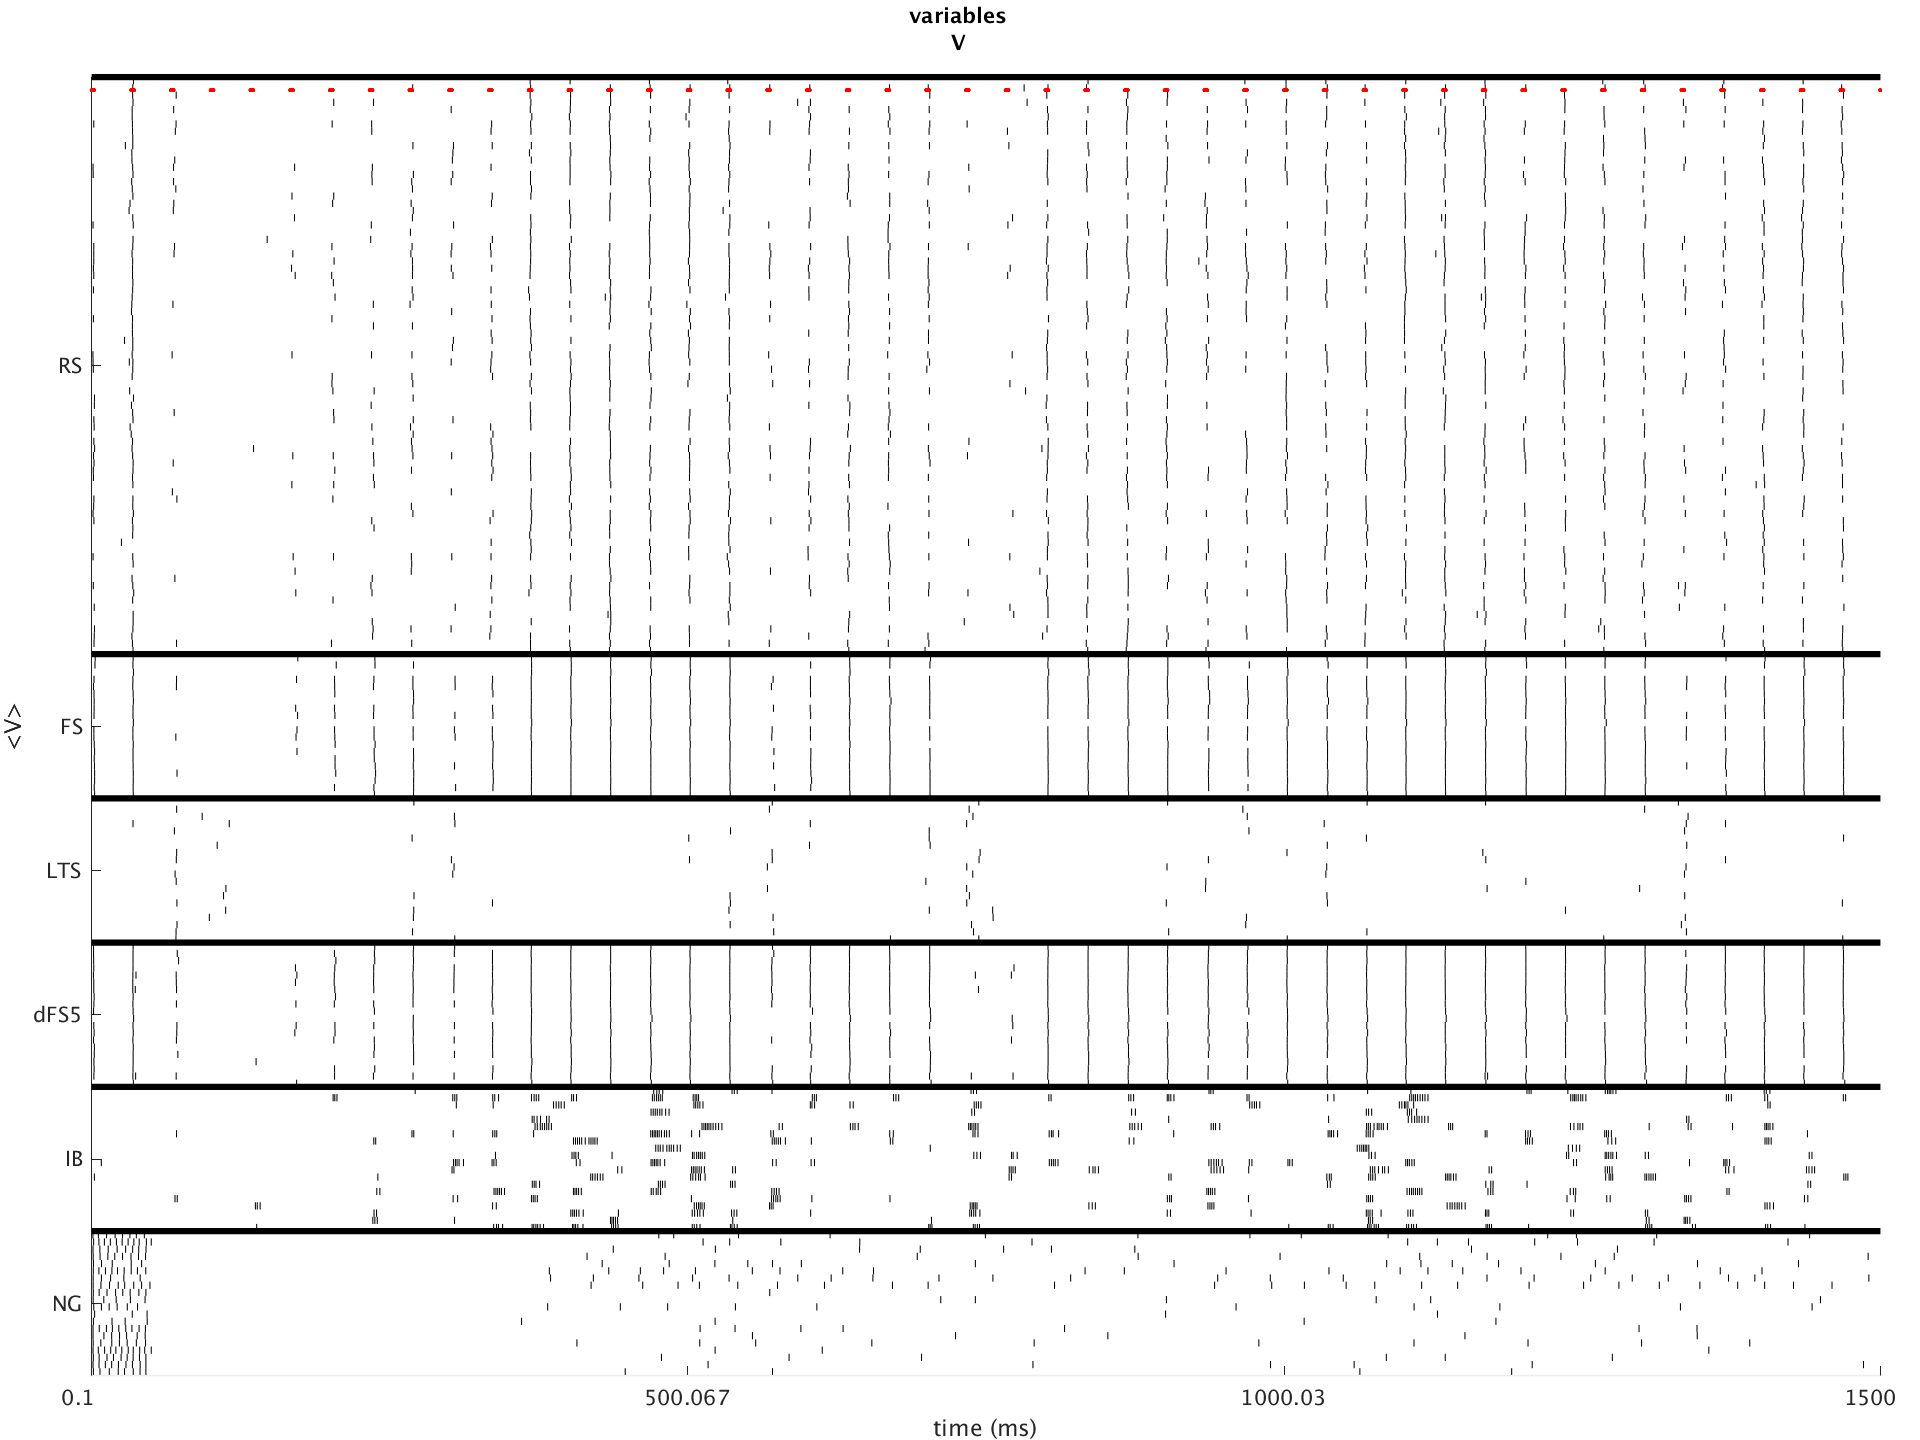 variables
V
RS
FS
<V>
LTS
dFS5
IB
NG
0.1
500.067
1000.03
1500
time (ms)